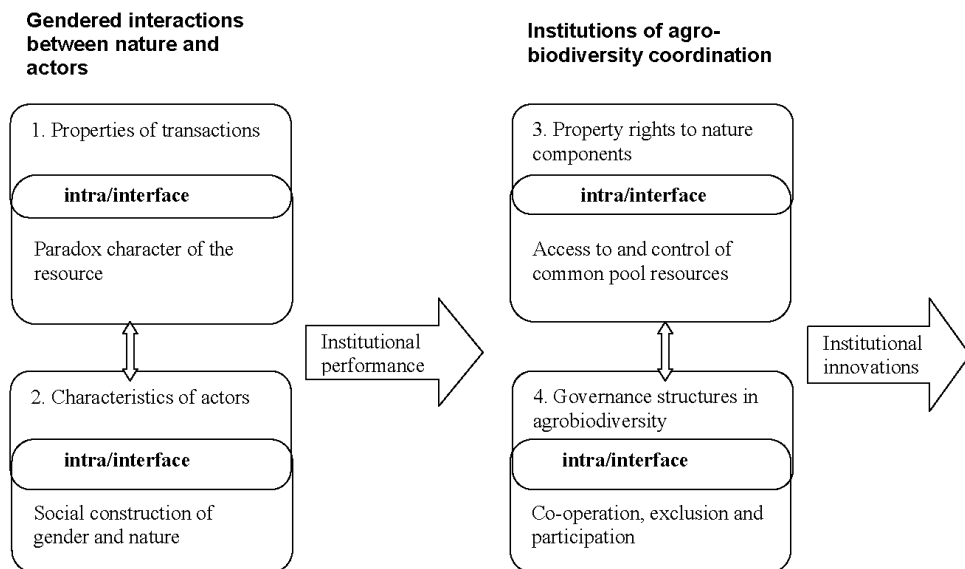 Gendered interactions
between nature and
actors
1. Properties of transactions
intra/interface
Paradox character of the
resource
2. Characteristics of actors
intra/interface
Social construction of
gender and nature
Institutional
performance
Institutions of agro-
biodiversity coordination
3. Property rights to nature
components
intra/interface
Access to and control of
common pool resources
4. Governance structures in
agrobiodiversity
intra/interface
Co-operation, exclusion and
participation
Institutional
innovations